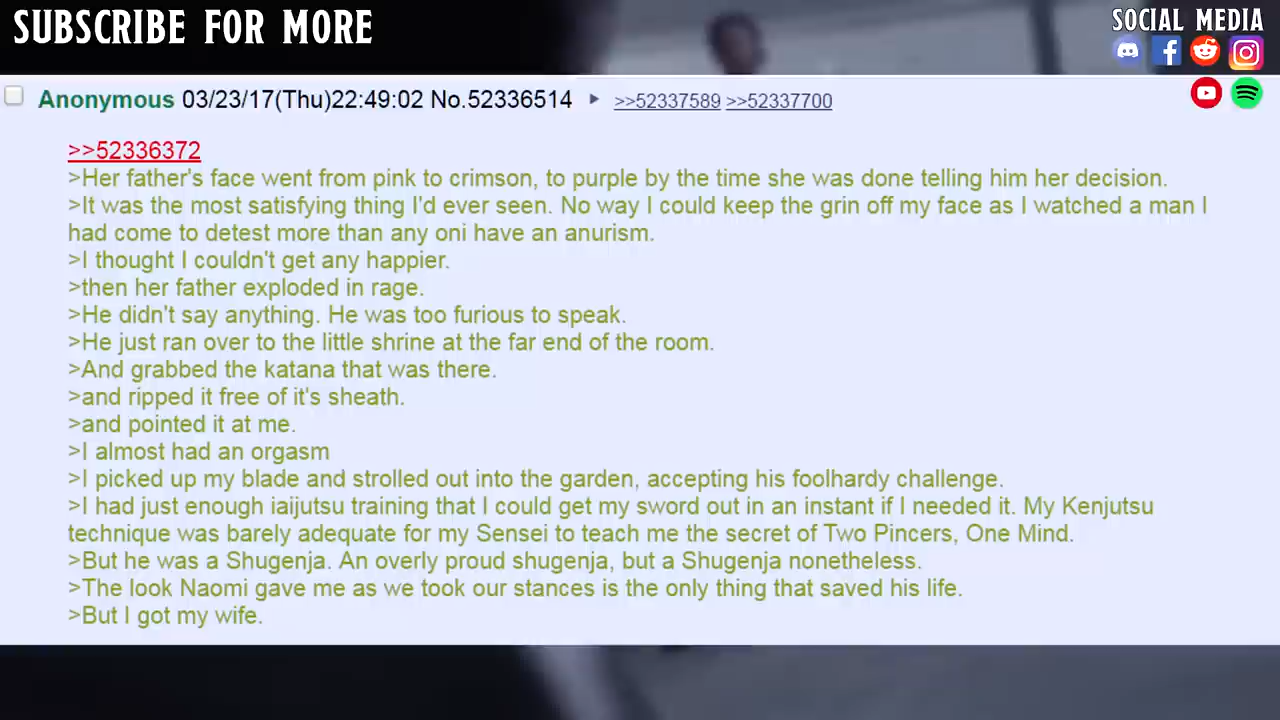 SUBSCRIBE FOR MORE
SOCIAL MEDIA
Anonymous 03/23/17(Thu)22:49:02 No.52336514 ▶ >>52337589 >>52337700
>>52336372
>Her father's face went from pink to crimson, to purple by the time she was done telling him her decision.
>It was the most satisfying thing I'd ever seen. No way I could keep the grin off my face as I watched a man I
had come to detest more than any oni have an anurism.
>I thought I couldn't get any happier.
>then her father exploded in rage.
>He didn't say anything. He was too furious to speak.
>He just ran over to the little shrine at the far end of the room.
>And grabbed the katana that was there.
>and ripped it free of it's sheath.
>and pointed it at me.
>I almost had an orgasm
>I picked up my blade and strolled out into the garden, accepting his foolhardy challenge.
>I had just enough iaijutsu training that I could get my sword out in an instant if I needed it. My Kenjutsu
technique was barely adequate for my Sensei to teach me the secret of Two Pincers, One Mind.
>But he was a Shugenja. An overly proud shugenja, but a Shugenja nonetheless.
>The look Naomi gave me as we took our stances is the only thing that saved his life.
>But I got my wife.